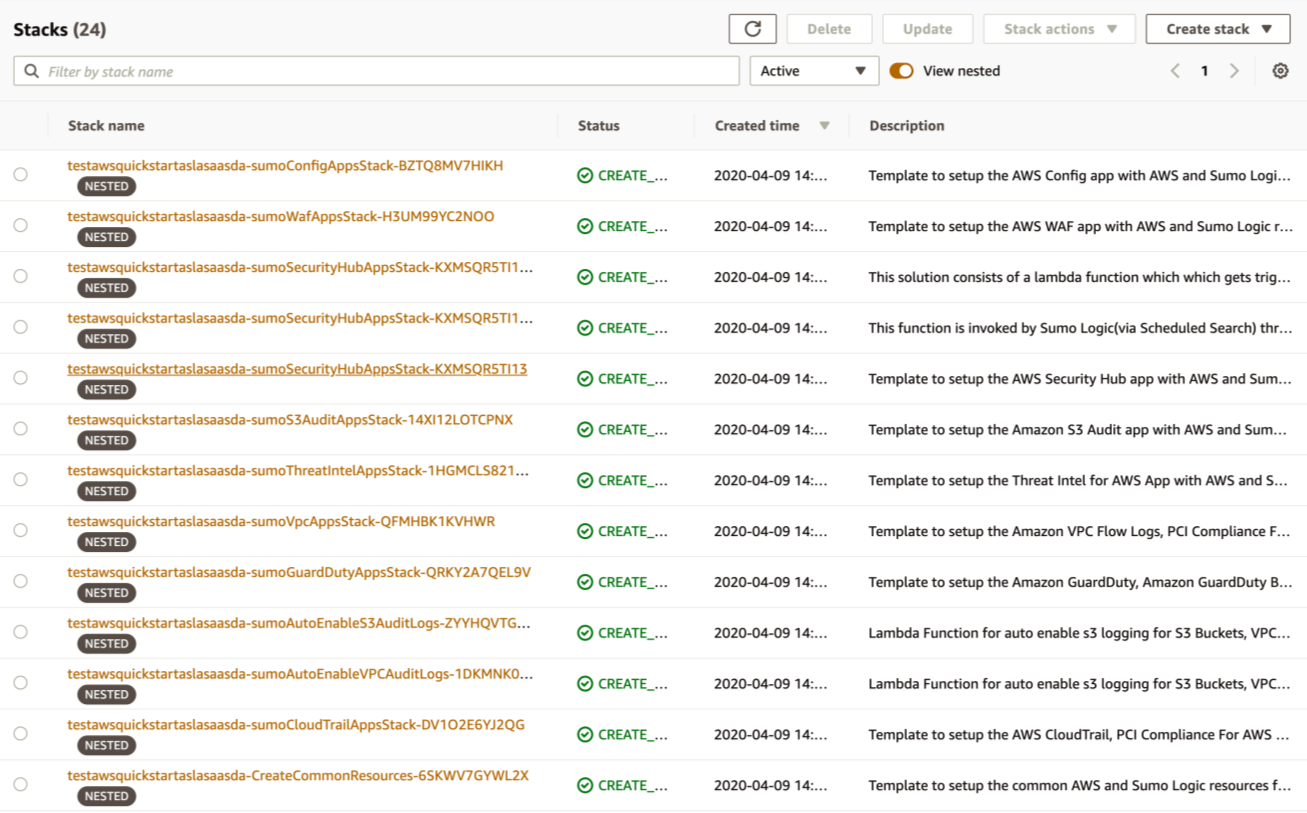 Stacks (24)
Delete
Update
Stack actions
Create stack
Filter by stack name
Active
View nested
1
Stack name
Status
Created time
Description
testawsquickstartaslasaasda-sumoConfigAppsStack-BZTQ8MV7HIKH
NESTED
CREATE_...
2020-04-09 14:...
Template to setup the AWS Config app with AWS and Sumo Logi...
testawsquickstartaslasaasda-sumoWafAppsStack-H3UM99YC2NOO
NESTED
CREATE_...
2020-04-09 14:...
Template to setup the AWS WAF app with AWS and Sumo Logic r...
testawsquickstartaslasaasda-sumoSecurityHubAppsStack-KXMSQR5TI1...
NESTED
CREATE_...
2020-04-09 14:...
This solution consists of a lambda function which which gets trig...
testawsquickstartaslasaasda-sumoSecurityHubAppsStack-KXMSQR5TI1...
NESTED
CREATE_...
2020-04-09 14:...
This function is invoked by Sumo Logic(via Scheduled Search) thr...
testawsquickstartaslasaasda-sumoSecurityHubAppsStack-KXMSQR5TI13
NESTED
CREATE_...
2020-04-09 14:...
Template to setup the AWS Security Hub app with AWS and Sum...
testawsquickstartaslasaasda-sumoS3AuditAppsStack-14XI12LOTCPNX
NESTED
CREATE_...
2020-04-09 14:...
Template to setup the Amazon S3 Audit app with AWS and Sum...
testawsquickstartaslasaasda-sumoThreatIntelAppsStack-1HGMCLS821...
NESTED
CREATE_...
2020-04-09 14:...
Template to setup the Threat Intel for AWS App with AWS and S...
testawsquickstartaslasaasda-sumoVpcAppsStack-QFMHBK1KVHWR
NESTED
CREATE_...
2020-04-09 14:...
Template to setup the Amazon VPC Flow Logs, PCI Compliance F...
testawsquickstartaslasaasda-sumoGuardDutyAppsStack-QRKY2A7QEL9V
NESTED
CREATE_...
2020-04-09 14:...
Template to setup the Amazon GuardDuty, Amazon GuardDuty B...
testawsquickstartaslasaasda-sumoAutoEnableS3AuditLogs-ZYYHQVTG...
NESTED
CREATE_...
2020-04-09 14:...
Lambda Function for auto enable s3 logging for S3 Buckets, VPC...
testawsquickstartaslasaasda-sumoAutoEnableVPCAuditLogs-1DKMNK0...
NESTED
CREATE_...
2020-04-09 14:...
Lambda Function for auto enable s3 logging for S3 Buckets, VPC...
testawsquickstartaslasaasda-sumoCloudTrailAppsStack-DV1O2E6YJ2QG
NESTED
CREATE_...
2020-04-09 14:...
Template to setup the AWS CloudTrail, PCI Compliance For AWS ...
testawsquickstartaslasaasda-CreateCommonResources-6SKWV7GYWL2X
NESTED
CREATE_...
2020-04-09 14:...
Template to setup the common AWS and Sumo Logic resources f...